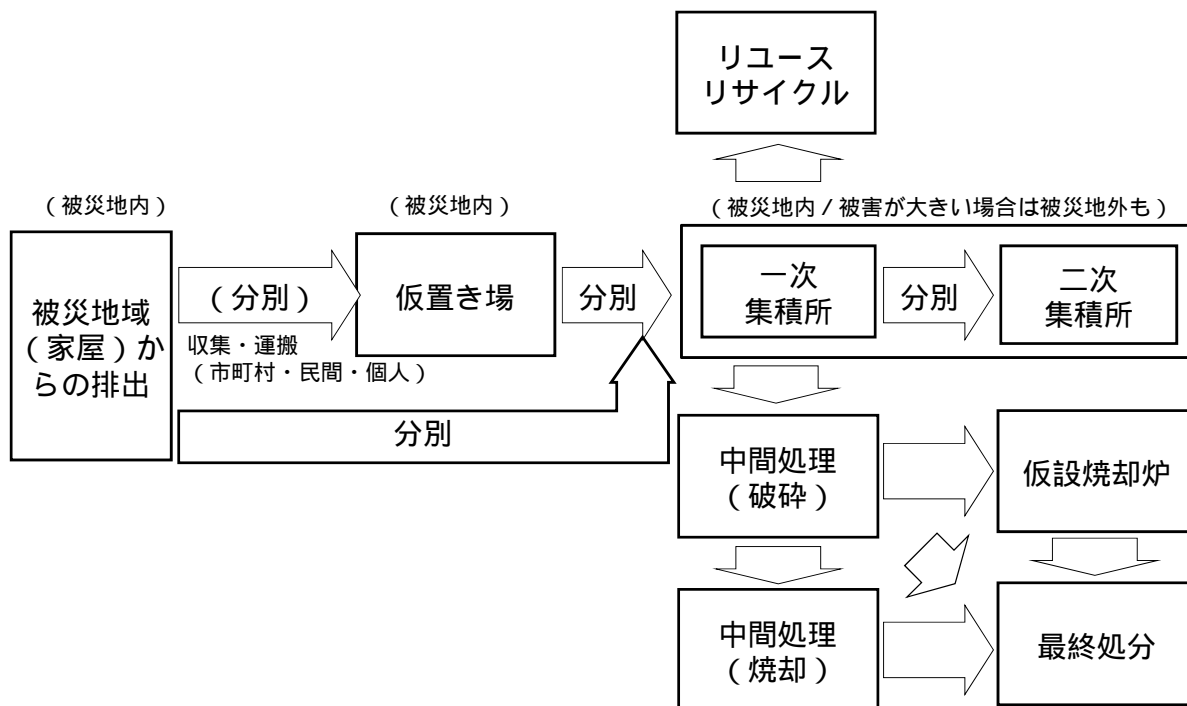 リユース
リサイクル
（被災地内）
（被災地内）
（被災地内/被害が大きい場合は被災地外も）
被災地域
（家屋）か
らの排出
（分別）
仮置き場
分別
一次
集積所
分別
二次
集積所
収集・運搬
（市町村・民間・個人）
分別
中間処理
（破砕）
仮設焼却炉
中間処理
（焼却）
最終処分